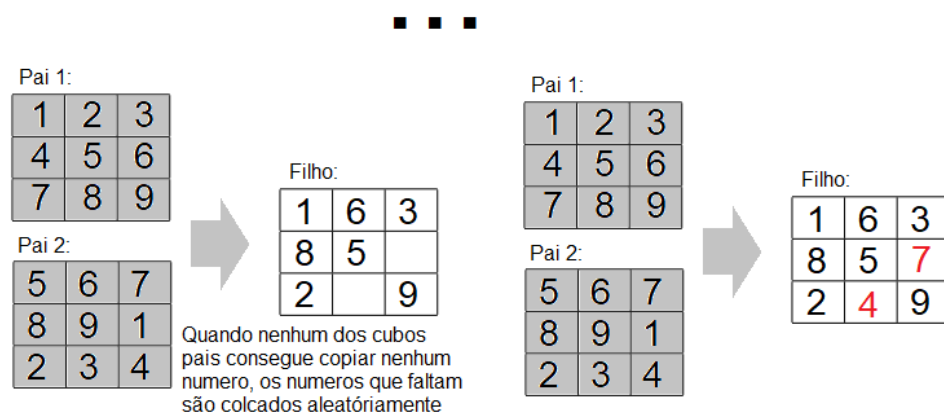 Pai 1:
1 2 3
4 5 6
7 8 9
Pai 2:
5 6 7
8 9 1
2 3 4
Filho:
1 6 3
8 5
2 9
Quando nenhum dos cubos
pais consegue copiar nenhum
numero, os numeros que faltam
são colcados aleatóriamente
Pai 1:
1 2 3
4 5 6
7 8 9
Pai 2:
5 6 7
8 9 1
2 3 4
Filho:
1 6 3
8 5 7
2 4 9